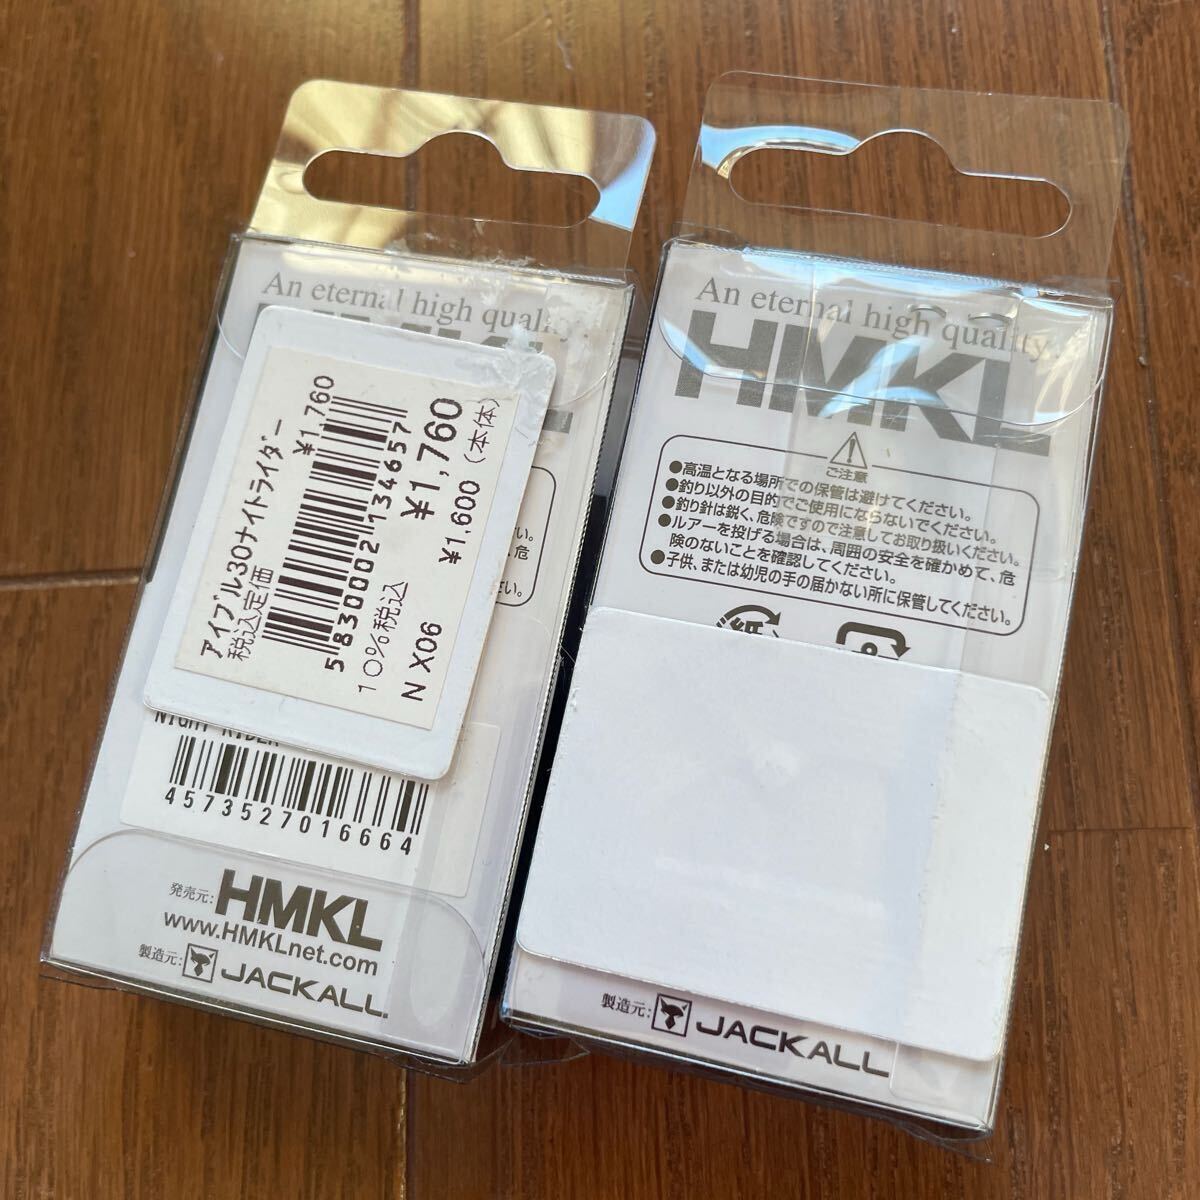 An eternal high quality
アイブル30ナイトライダー
税込定価 ¥1,760
5830002134657
10%税込 ¥1,760
N X06 ¥1,600(本体)
い。
危
さい。
NIGHT RIDER
4573527016664
発売元: HMKL
www.HMKLnet.com
製造元: JACKALL
An eternal high quality
HMKL
ご注意
●高温となる場所での保管は避けてください。
●釣り以外の目的でご使用にならないでください。
●釣り針は鋭く、危険ですので注意してお取り扱いください。
●ルアーを投げる場合は、周囲の安全を確かめて、危
険のないことを確認してください。
●子供、または幼児の手の届かない所に保管してください。
紙
製造元: JACKALL